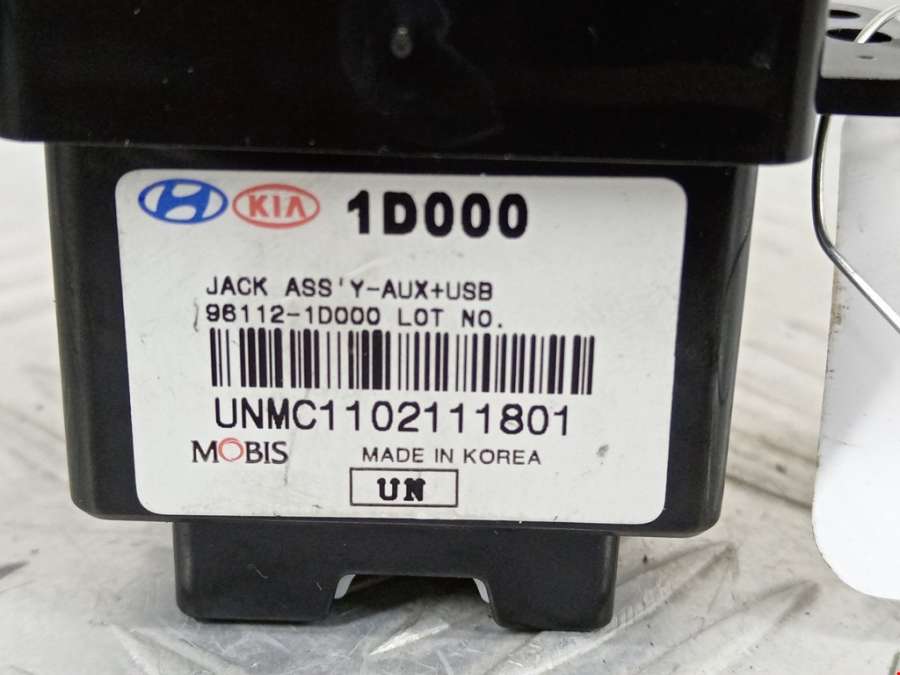 KIA 1D000
JACK ASS'Y-AUX+USB
96112-1D000 LOT NO.
UNMC1102111801
MOBIS MADE IN KOREA
UN